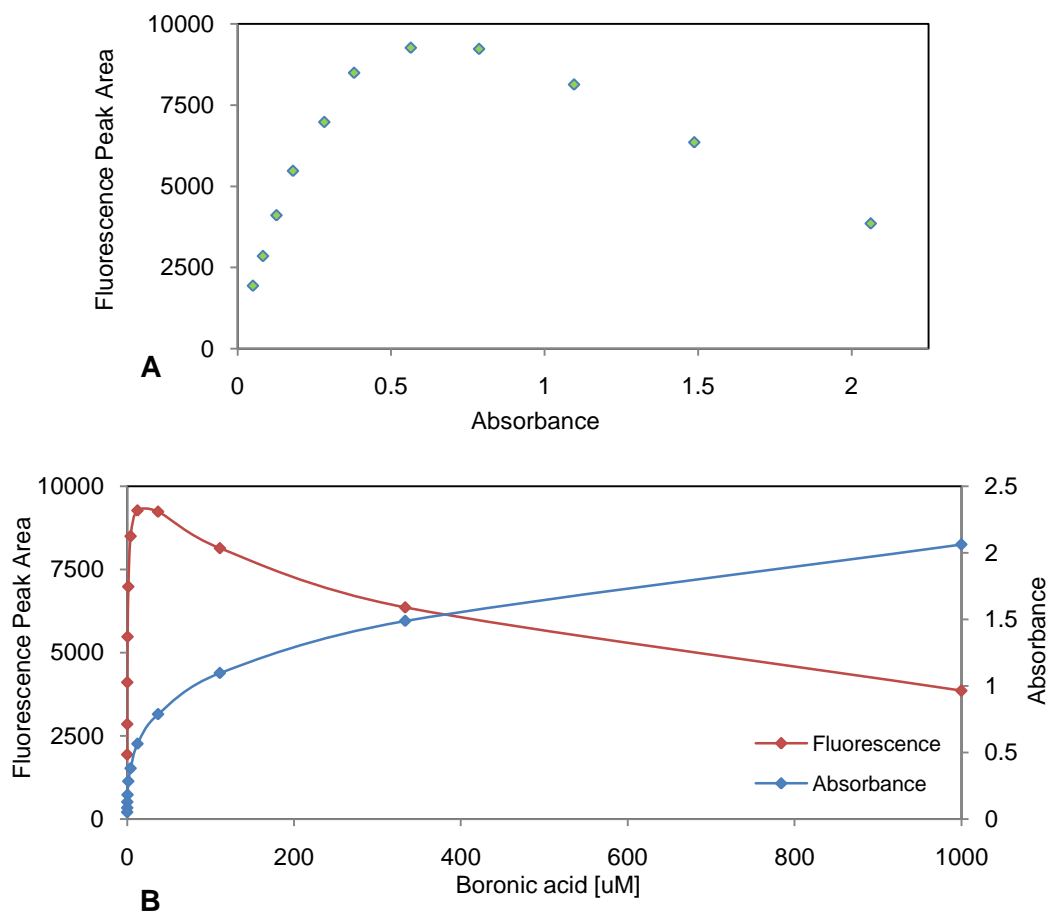 10000
7500
5000
2500
0
Fluorescence Peak Area
0 0.5 1 1.5 2
Absorbance
A
10000
7500
5000
2500
0
Fluorescence Peak Area
2.5
2
1.5
1
0.5
0
Absorbance
Fluorescence
Absorbance
0 200 400 600 800 1000
Boronic acid [uM]
B